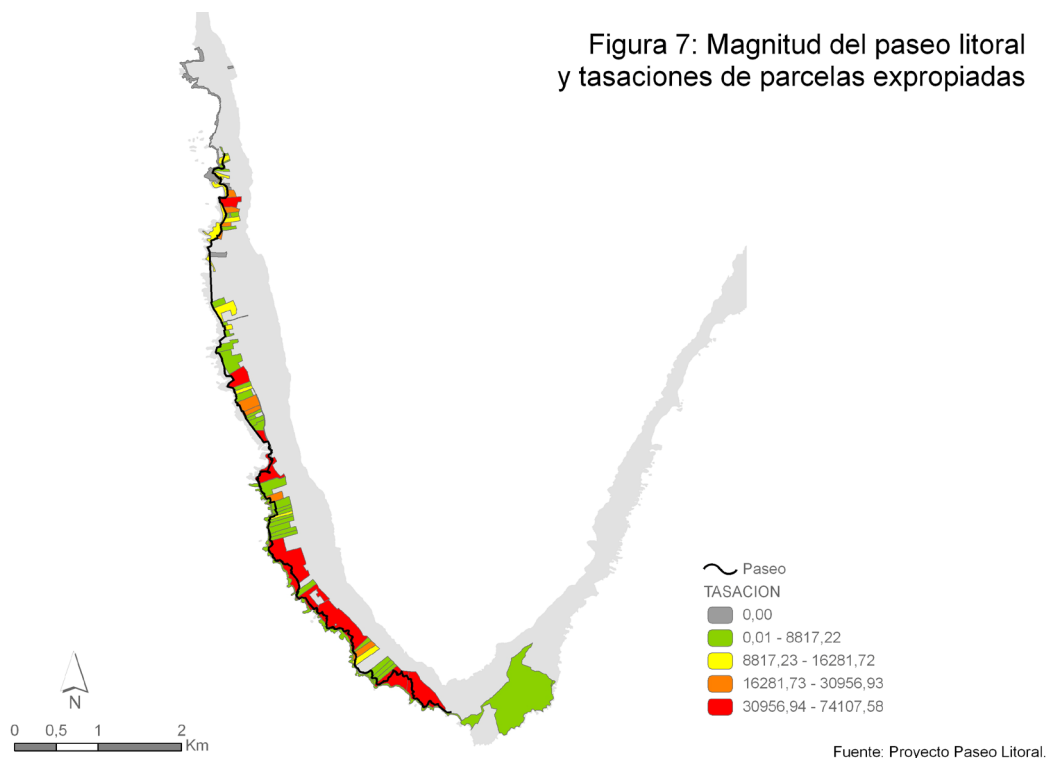 Figura 7: Magnitud del paseo litoral
y tasaciones de parcelas expropiadas
Paseo
TASACION
0,00
0,01 - 8817,22
8817,23 - 16281,72
16281,73 - 30956,93
30956,94 - 74107,58
N
0 0,5 1 2
Km
Fuente: Proyecto Paseo Litoral.